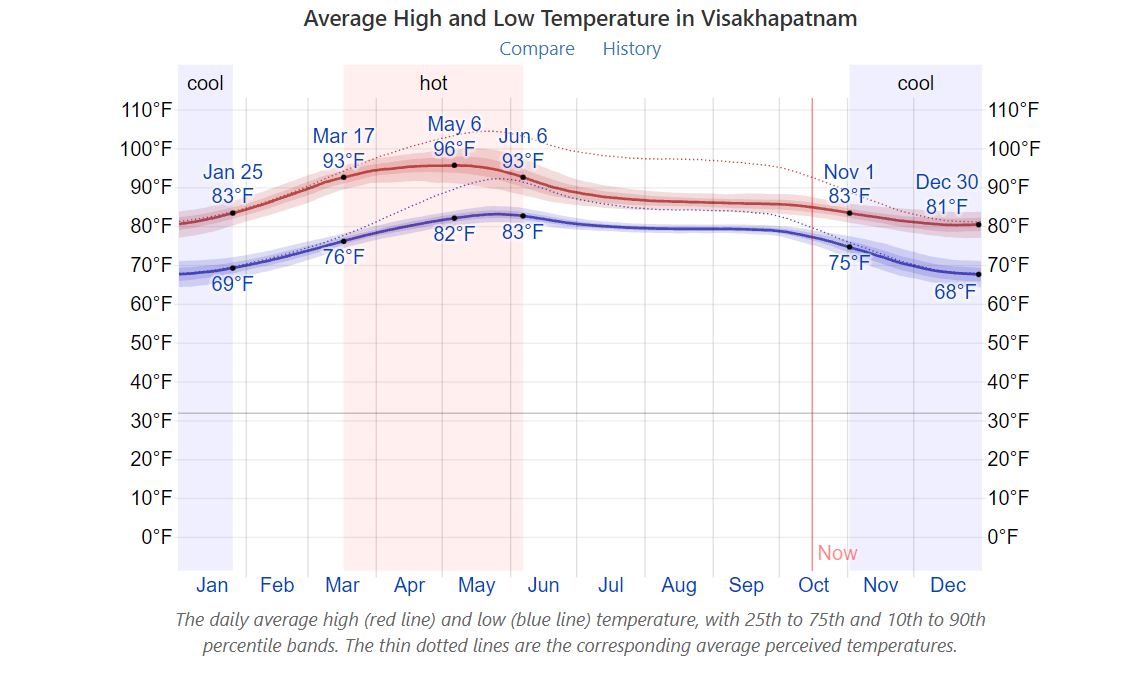 Average High and Low Temperature in Visakhapatnam
Compare History
cool hot cool
110°F 110°F
100°F 100°F
90°F 90°F
80°F 80°F
70°F 70°F
60°F 60°F
50°F 50°F
40°F 40°F
30°F 30°F
20°F 20°F
10°F 10°F
0°F 0°F
Jan 25
83°F
Mar 17
93°F
May 6
96°F
Jun 6
93°F
Nov 1
83°F
Dec 30
81°F
69°F
76°F
82°F
83°F
75°F
68°F
Now
Jan Feb Mar Apr May Jun Jul Aug Sep Oct Nov Dec
The daily average high (red line) and low (blue line) temperature, with 25th to 75th and 10th to 90th
percentile bands. The thin dotted lines are the corresponding average perceived temperatures.